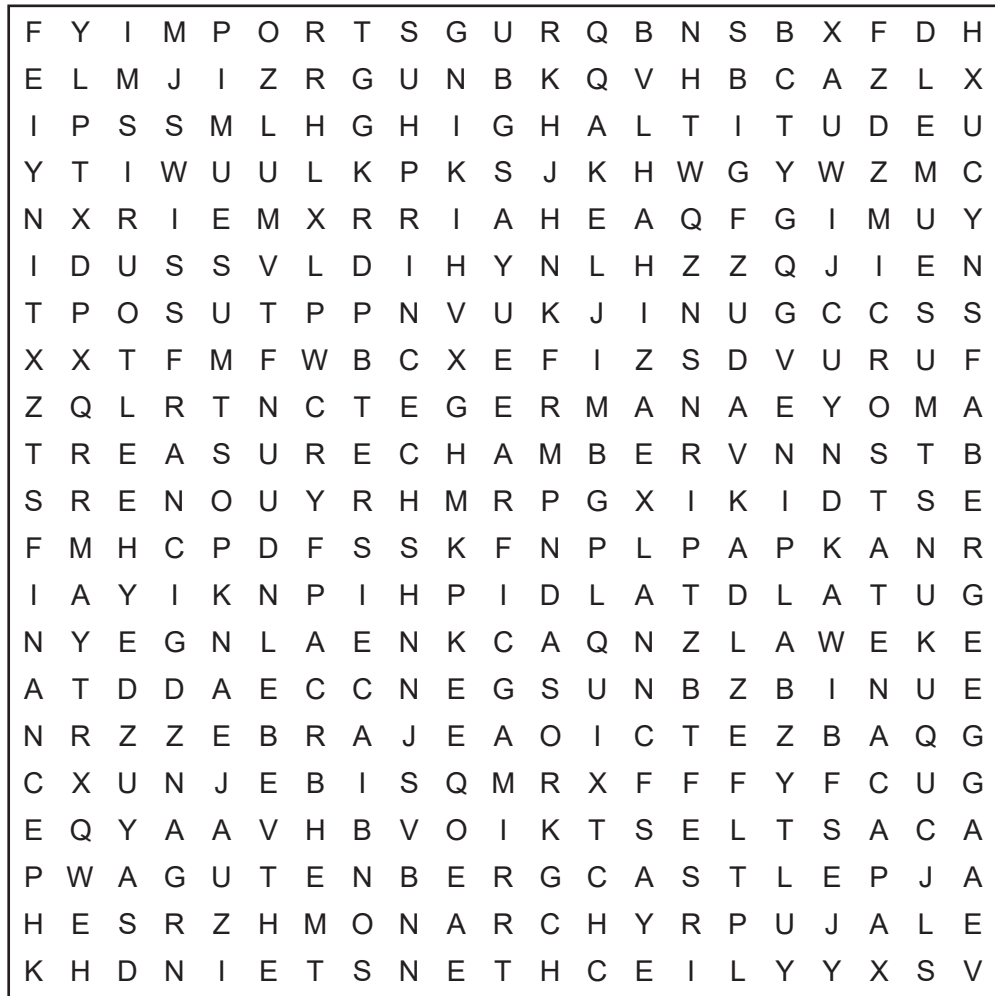 F Y I M P O R T S G U R Q B N S B X F D H
E L M J I Z R G U N B K Q V H B C A Z L X
I P S S M L H G H I G H A L T I T U D E U
Y T I W U U L K P K S J K H W G Y W Z M C
N X R I E M X R R I A H E A Q F G I M U Y
I D U S S V L D I H Y N L H Z Z Q J I E N
T P O S U T P P N V U K J I N U G C C S S
X X T F M F W B C X E F I Z S D V U R U F
Z Q L R T N C T E G E R M A N A E Y O M A
T R E A S U R E C H A M B E R V N N S T B
S R E N O U Y R H M R P G X I K I D T S E
F M H C P D F S S K F N P L P A P K A N R
I A Y I K N P I H P I D L A T D L A T U G
N Y E G N L A E N K C A Q N Z L A W E K E
A T D D A E C C N E G S U N B Z B I N U E
N R Z Z E B R A J E A O I C T E Z B A Q G
C X U N J E B I S Q M R X F F F Y F C U G
E Q Y A A V H B V O I K T S E L T S A C A
P W A G U T E N B E R G C A S T L E P J A
H E S R Z H M O N A R C H Y R P U J A L E
K H D N I E T S N E T H C E I L Y Y X S V